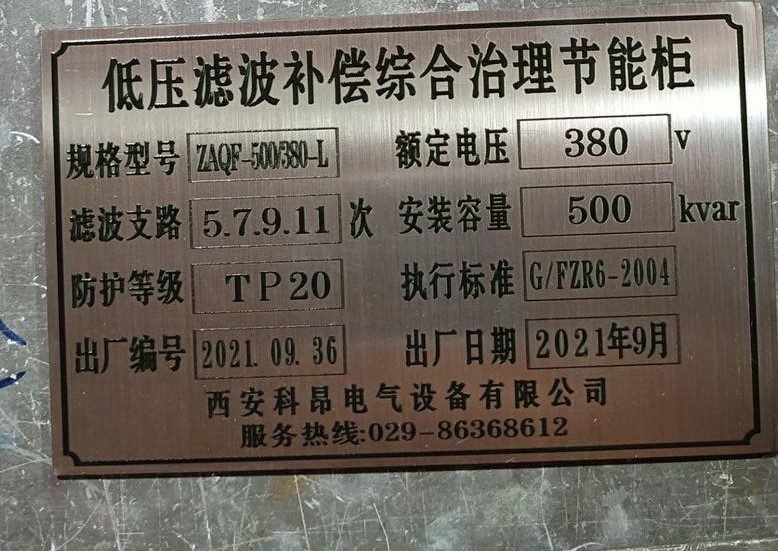 低压滤波补偿综合治理节能柜
规格型号 ZAQF-500/380-L 额定电压 380 v
滤波支路 5.7.9.11 次 安装容量 500 kvar
防护等级 TP20 执行标准 G/FZR6-2004
出厂编号 2021.09.36 出厂日期 2021年9月
西安科昂电气设备有限公司
服务热线:029-86368612